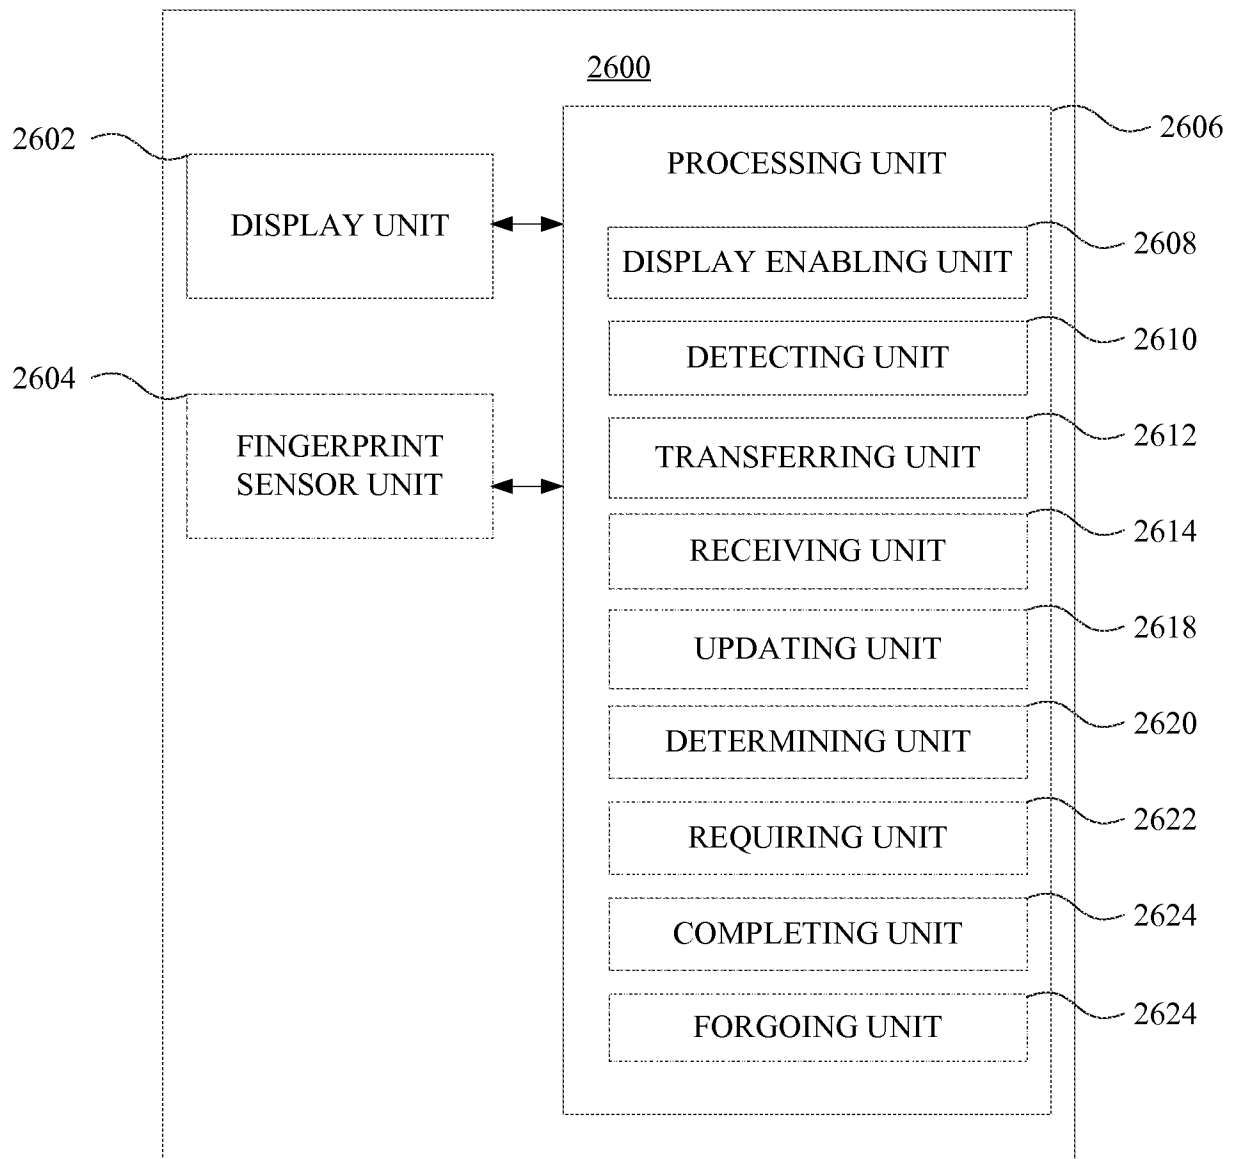 2600
2602
2606
PROCESSING UNIT
DISPLAY UNIT
2608
DISPLAY ENABLING UNIT
2610
DETECTING UNIT
2604
FINGERPRINT
SENSOR UNIT
2612
TRANSFERRING UNIT
2614
RECEIVING UNIT
2618
UPDATING UNIT
2620
DETERMINING UNIT
2622
REQUIRING UNIT
2624
COMPLETING UNIT
2624
FORGOING UNIT